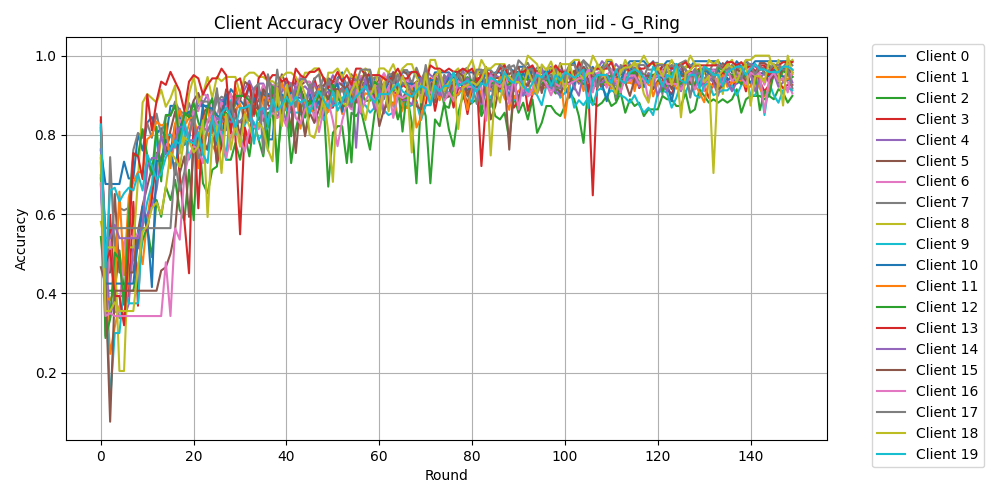 Client Accuracy Over Rounds in emnist_non_iid - G_Ring
Accuracy
1.0
0.8
0.6
0.4
0.2
0 20 40 60 80 100 120 140
Round
Client 0
Client 1
Client 2
Client 3
Client 4
Client 5
Client 6
Client 7
Client 8
Client 9
Client 10
Client 11
Client 12
Client 13
Client 14
Client 15
Client 16
Client 17
Client 18
Client 19